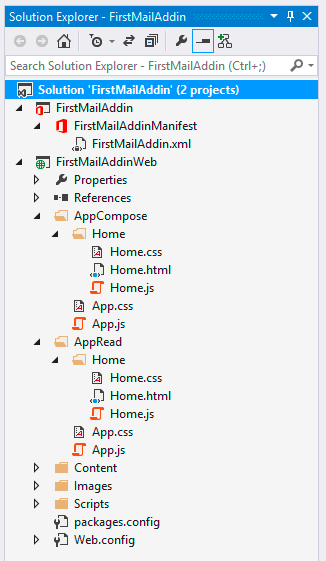 Solution Explorer - FirstMailAddin
Search Solution Explorer - FirstMailAddin (Ctrl+;)
Solution 'FirstMailAddin' (2 projects)
FirstMailAddin
FirstMailAddinManifest
FirstMailAddin.xml
FirstMailAddinWeb
Properties
References
AppCompose
Home
Home.css
Home.html
Home.js
App.css
App.js
AppRead
Home
Home.css
Home.html
Home.js
App.css
App.js
Content
Images
Scripts
packages.config
Web.config